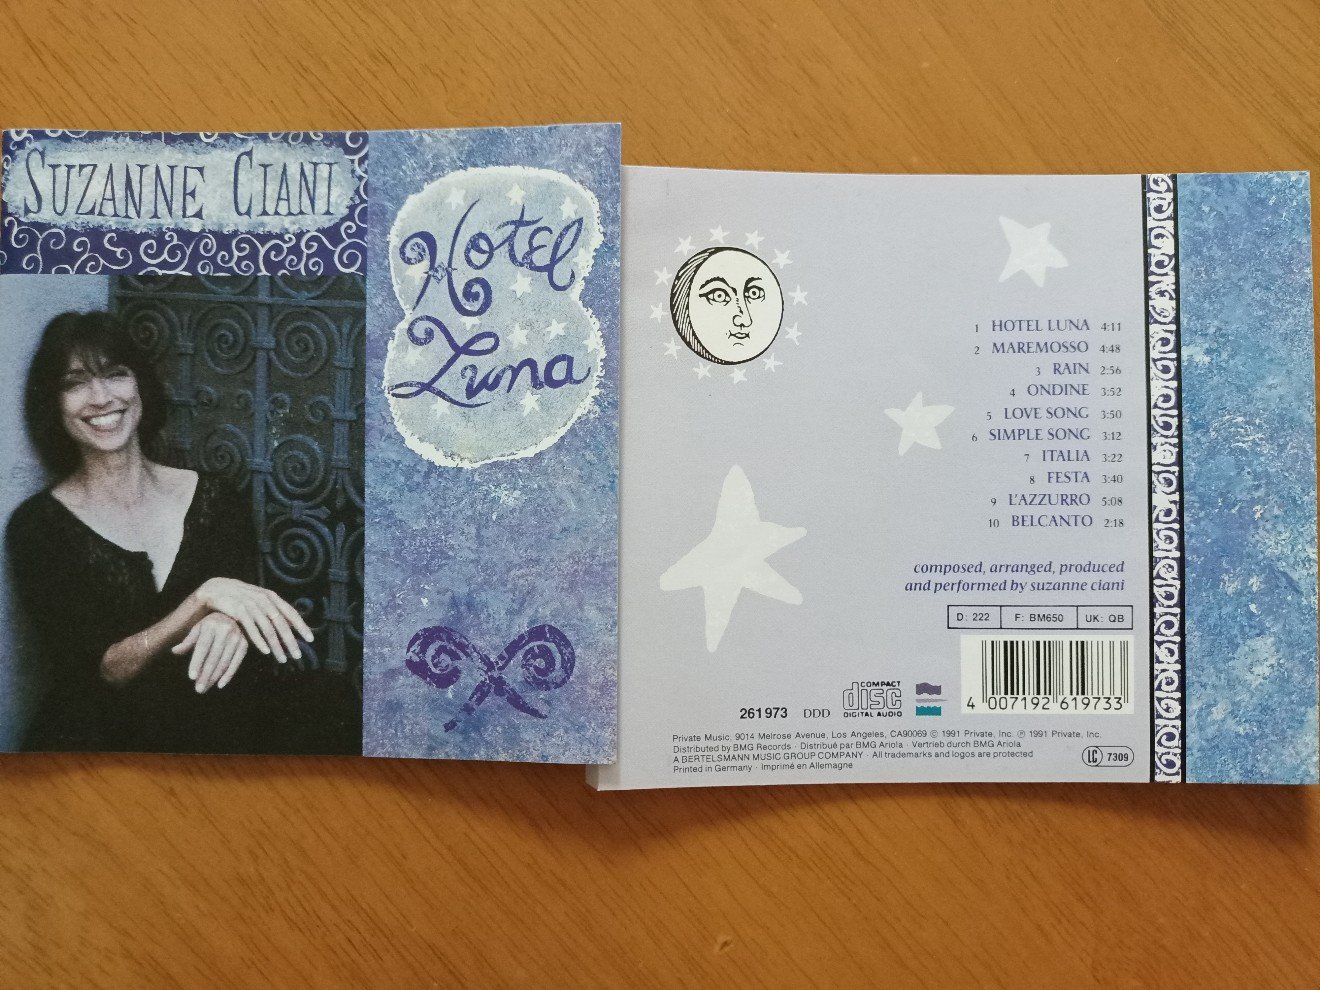 SUZANNE CIANI
Hotel
Luna
1 HOTEL LUNA 4:11
2 MAREMOSSO 4:48
3 RAIN 2:56
4 ONDINE 3:52
5 LOVE SONG 3:50
6 SIMPLE SONG 3:12
7 ITALIA 3:22
8 FESTA 3:40
9 L'AZZURRO 5:08
10 BELCANTO 2:18
composed, arranged, produced
and performed by suzanne ciani
D: 222 F: BM650 UK: QB
4 007192 619733
261 973 DDD COMPACT disc DIGITAL AUDIO
Private Music, 9014 Melrose Avenue, Los Angeles, CA90069 © 1991 Private, Inc. ℗ 1991 Private, Inc.
Distributed by BMG Records · Distribué par BMG Ariola · Vertrieb durch BMG Ariola
A BERTELSMANN MUSIC GROUP COMPANY · All trademarks and logos are protected
Printed in Germany · Imprimé en Allemagne
LC 7309